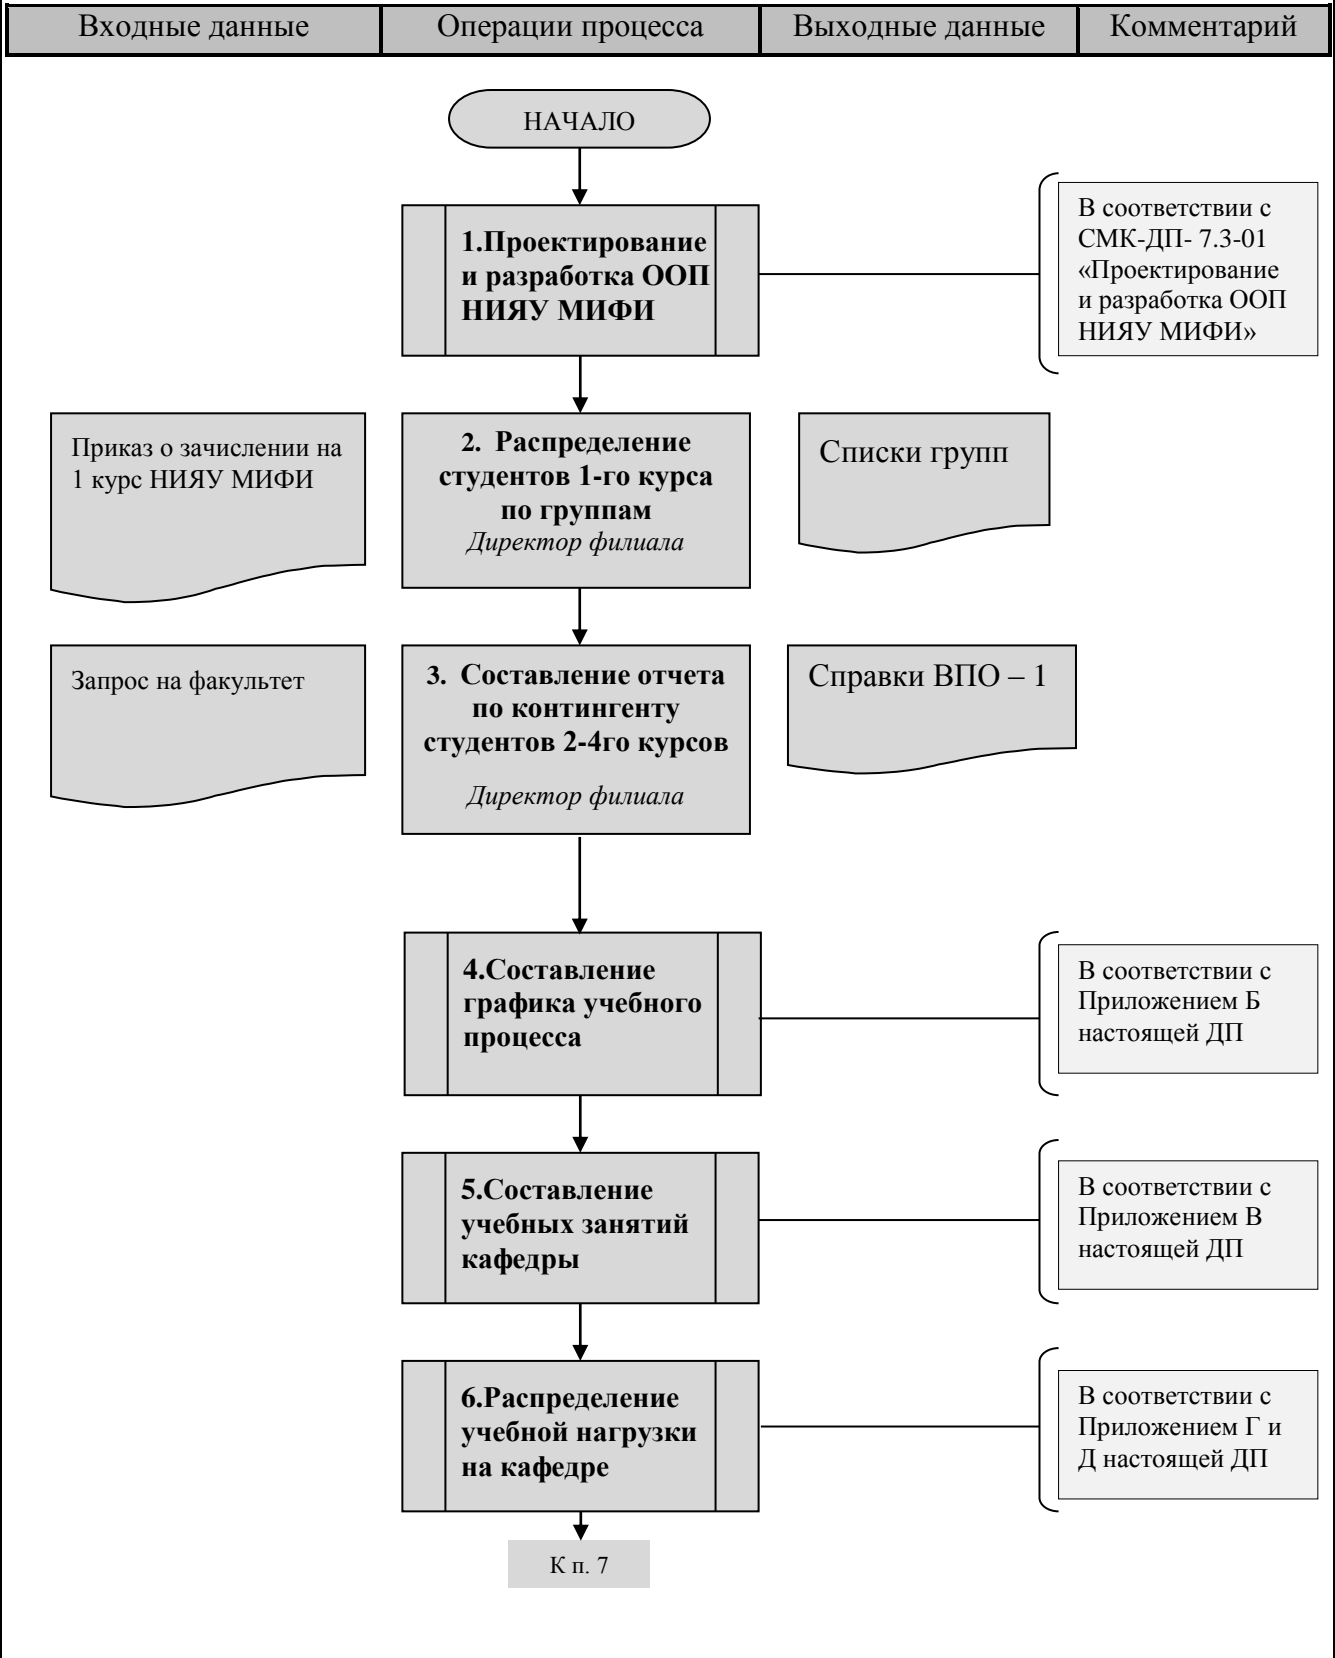 Входные данные
Операции процесса
Выходные данные
Комментарий
НАЧАЛО
1.Проектирование
и разработка ООП
НИЯУ МИФИ
В соответствии с
СМК-ДП- 7.3-01
«Проектирование
и разработка ООП
НИЯУ МИФИ»
Приказ о зачислении на
1 курс НИЯУ МИФИ
2. Распределение
студентов 1-го курса
по группам
Директор филиала
Списки групп
Запрос на факультет
3. Составление отчета
по контингенту
студентов 2-4го курсов
Директор филиала
Справки ВПО – 1
4.Составление
графика учебного
процесса
В соответствии с
Приложением Б
настоящей ДП
5.Составление
учебных занятий
кафедры
В соответствии с
Приложением В
настоящей ДП
6.Распределение
учебной нагрузки
на кафедре
В соответствии с
Приложением Г и
Д настоящей ДП
К п. 7